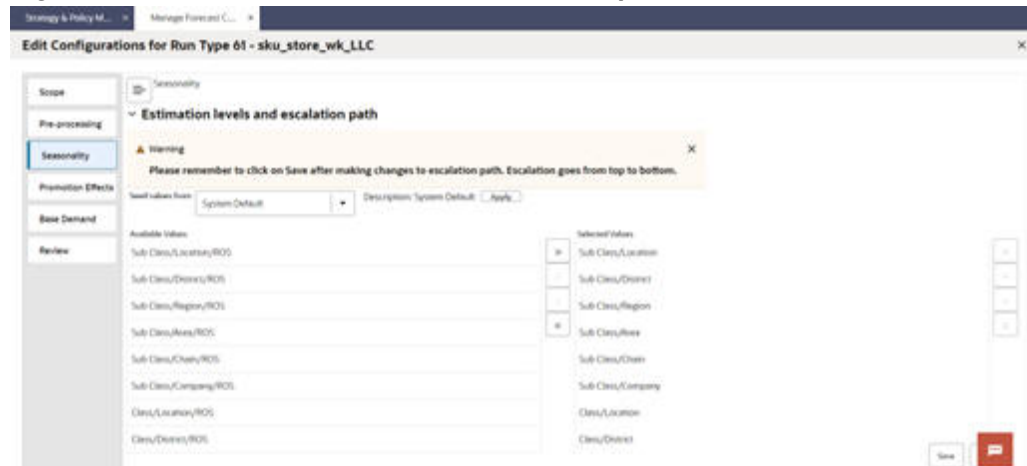 Strategy & Policy M... × Manage Forecast C... ×
Edit Configurations for Run Type 61 - sku_store_wk_LLC ×
Scope
Pre-processing
Seasonality
Promotion Effects
Base Demand
Review
Seasonality
Estimation levels and escalation path
Warning ×
Please remember to click on Save after making changes to escalation path. Escalation goes from top to bottom.
Seed values from System Default Description: System Default Apply
Available Values
Sub Class/Location/ROS
Sub Class/District/ROS
Sub Class/Region/ROS
Sub Class/Area/ROS
Sub Class/Chain/ROS
Sub Class/Company/ROS
Class/Location/ROS
Class/District/ROS
Selected Values
Sub Class/Location
Sub Class/District
Sub Class/Region
Sub Class/Area
Sub Class/Chain
Sub Class/Company
Class/Location
Class/District
Save